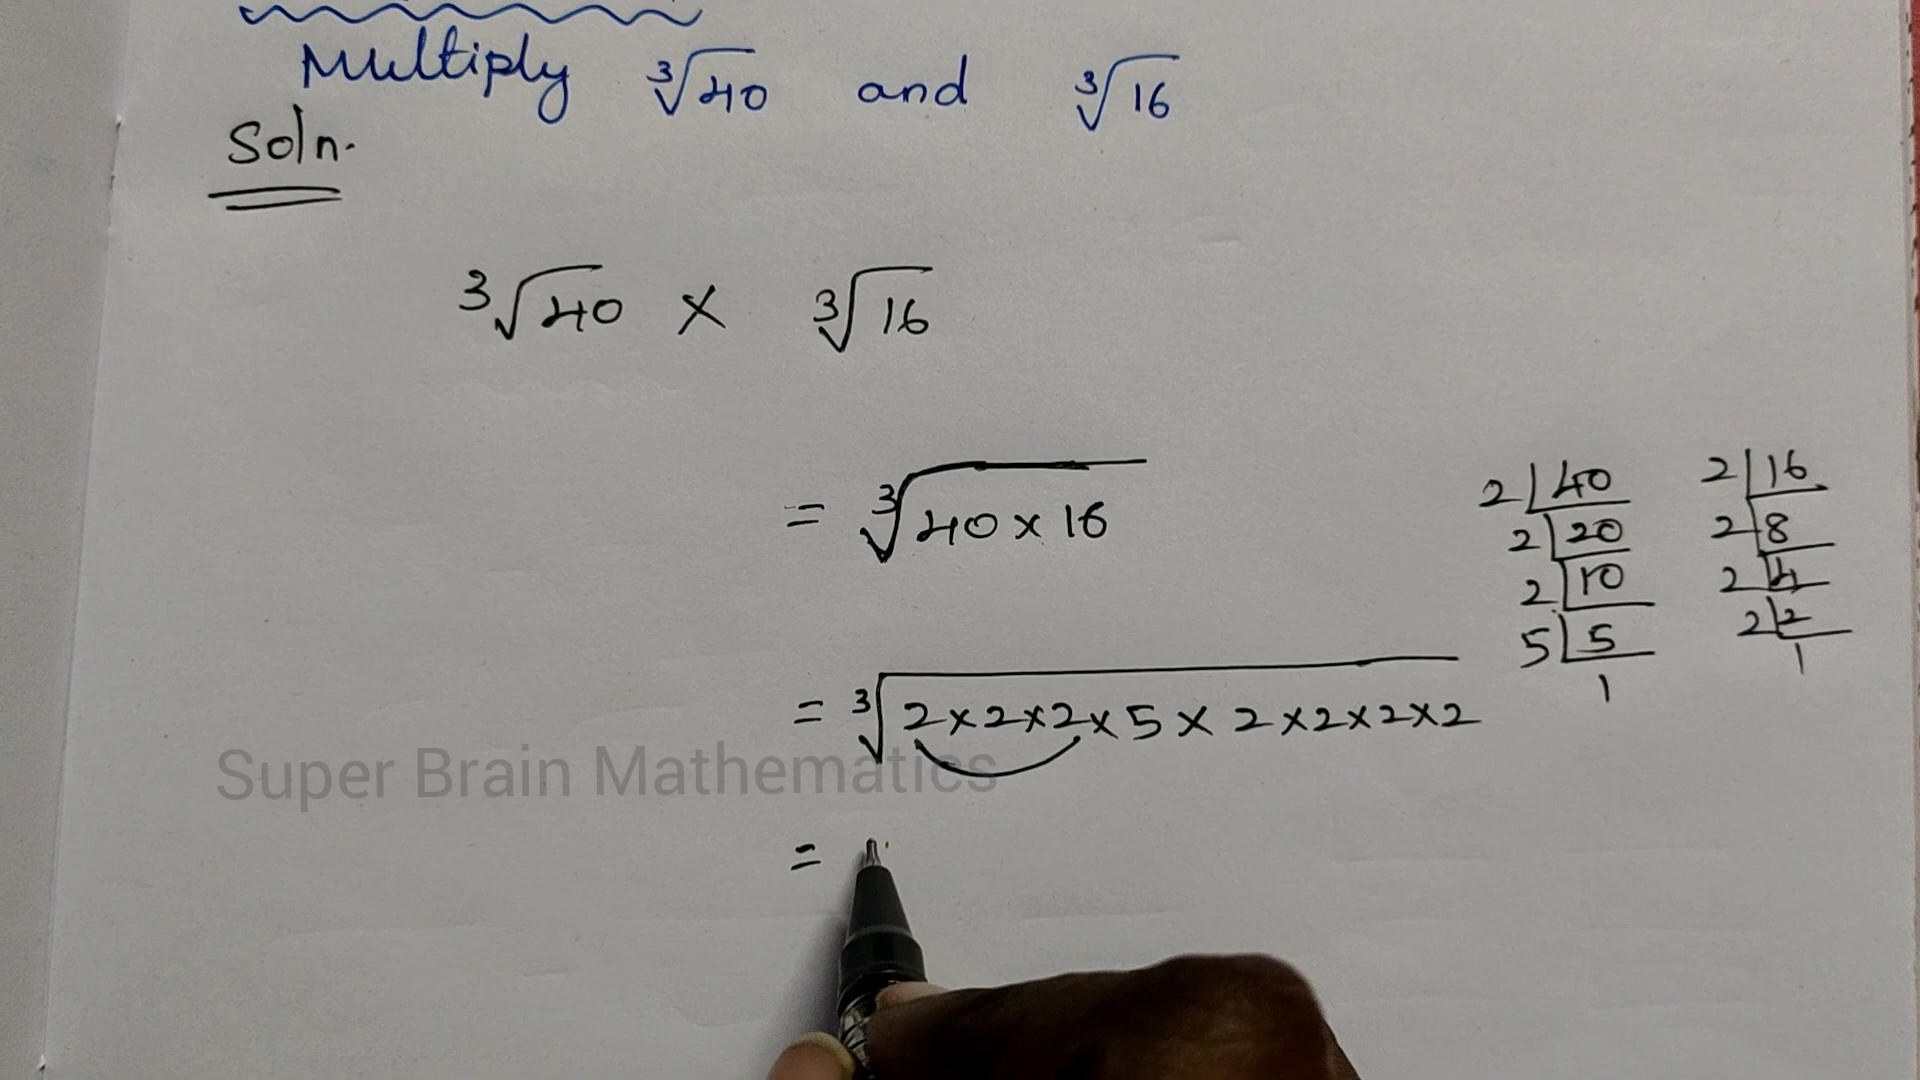 Multiply ∛40 and ∛16
Soln.
∛40 × ∛16
= ∛40 × 16
= ∛2×2×2×5×2×2×2×2
=
2 | 40
2 | 20
2 | 10
5 | 5
1
2 | 16
2 | 8
2 | 4
2 | 2
1
Super Brain Mathematics